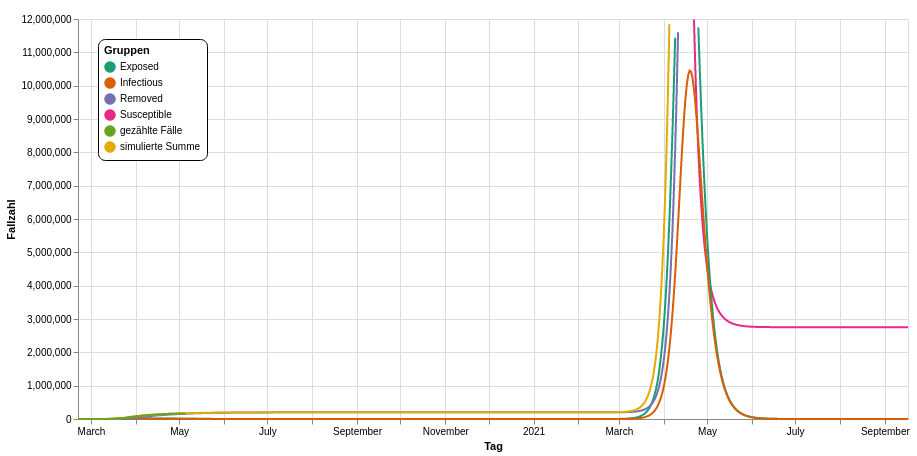 12,000,000
11,000,000
10,000,000
9,000,000
8,000,000
7,000,000
6,000,000
5,000,000
4,000,000
3,000,000
2,000,000
1,000,000
0
Fallzahl
Gruppen
Exposed
Infectious
Removed
Susceptible
gezählte Fälle
simulierte Summe
March May July September November 2021 March May July September
Tag